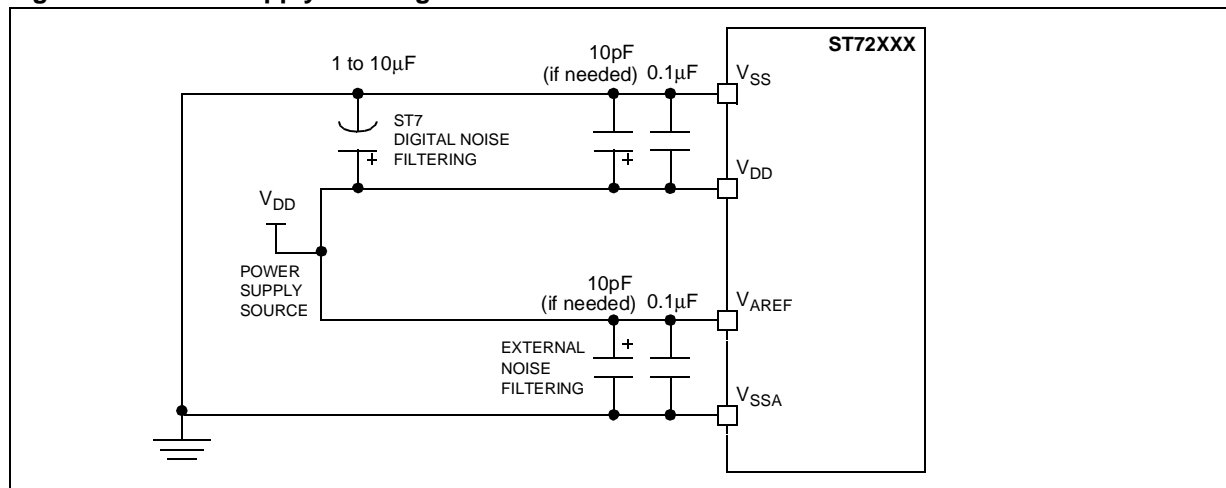 ST72XXX
1 to 10μF
10pF
(if needed)
0.1μF
VSS
ST7
DIGITAL NOISE
FILTERING
+
+
VDD
VDD
POWER
SUPPLY
SOURCE
10pF
(if needed)
0.1μF
VAREF
EXTERNAL
NOISE
FILTERING
+
VSSA